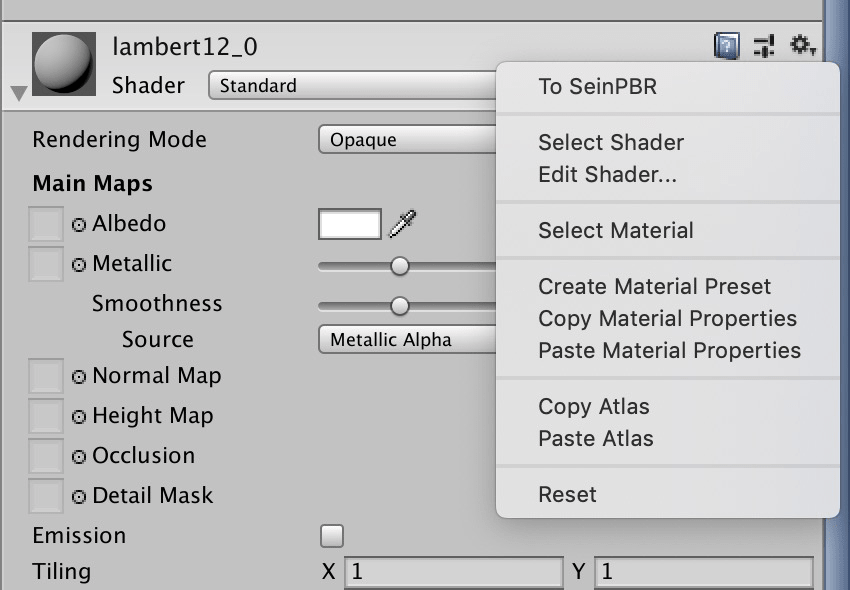 lambert12_0
Shader Standard
To SeinPBR
Rendering Mode Opaque
Select Shader
Edit Shader...
Main Maps
Albedo
Select Material
Metallic
Create Material Preset
Smoothness
Copy Material Properties
Source Metallic Alpha
Paste Material Properties
Normal Map
Height Map
Copy Atlas
Paste Atlas
Occlusion
Detail Mask
Reset
Emission
Tiling X 1 Y 1